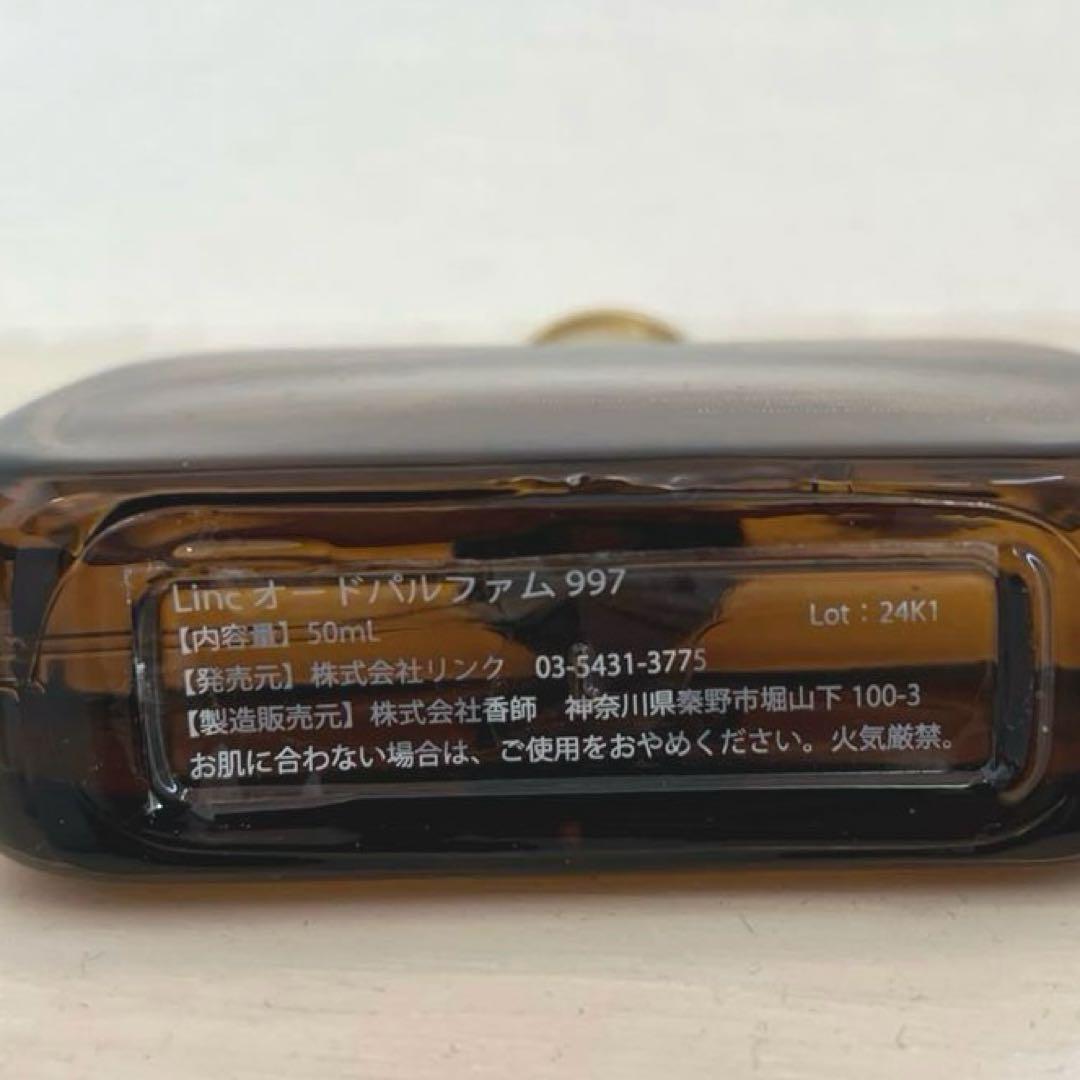 Linc オードパルファム 997
Lot : 24K1
【内容量】50mL
【発売元】株式会社リンク 03-5431-3775
【製造販売元】株式会社香師 神奈川県秦野市堀山下 100-3
お肌に合わない場合は、ご使用をおやめください。火気厳禁。